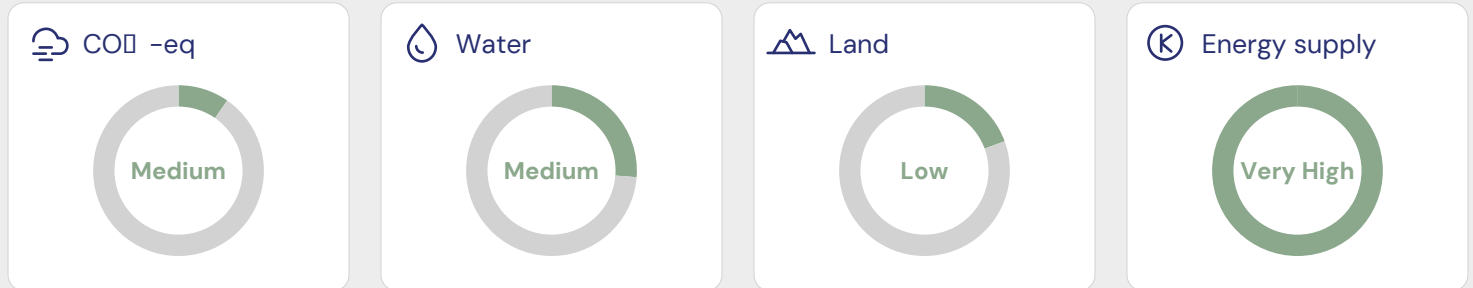 CO▯ -eq
Medium
Water
Medium
Land
Low
Energy supply
Very High